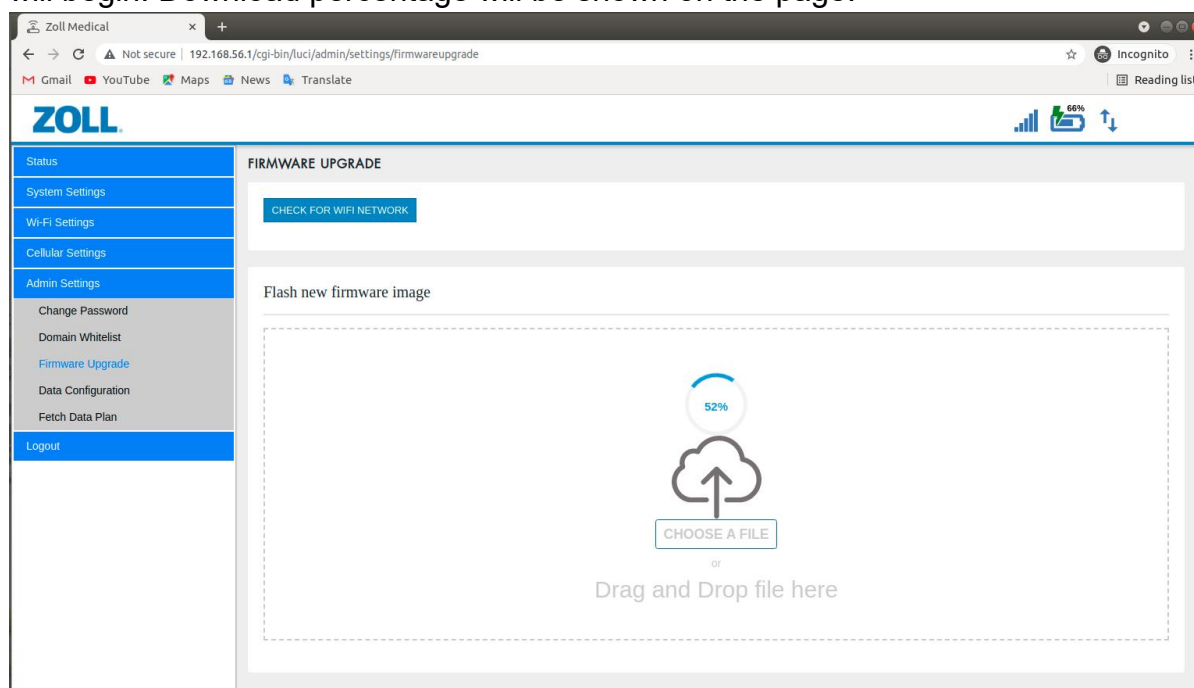 will begin. Download percentage will be shown on the page.
Zoll Medical
Not secure | 192.168.56.1/cgi-bin/luci/admin/settings/firmwareupgrade
Incognito
Gmail YouTube Maps News Translate Reading list
ZOLL.
66%
Status
System Settings
Wi-Fi Settings
Cellular Settings
Admin Settings
Change Password
Domain Whitelist
Firmware Upgrade
Data Configuration
Fetch Data Plan
Logout
FIRMWARE UPGRADE
CHECK FOR WIFI NETWORK
Flash new firmware image
52%
CHOOSE A FILE
or
Drag and Drop file here